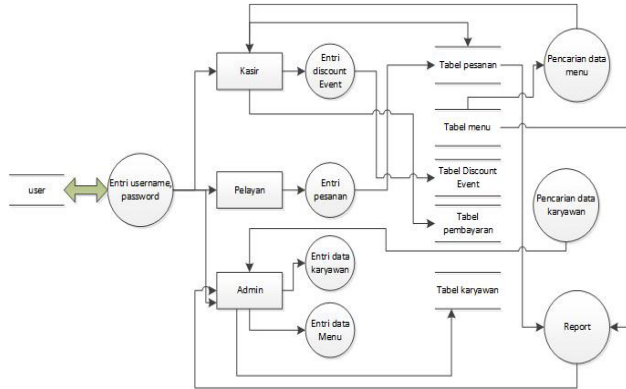 Kasir
Entri
discount
Event
Tabel pesanan
Pencarian data
menu
Tabel menu
user
Entri username,
password
Pelayan
Entri
pesanan
Tabel Discount
Event
Tabel
pembayaran
Pencarian data
karyawan
Admin
Entri data
karyawan
Tabel karyawan
Entri data
Menu
Report